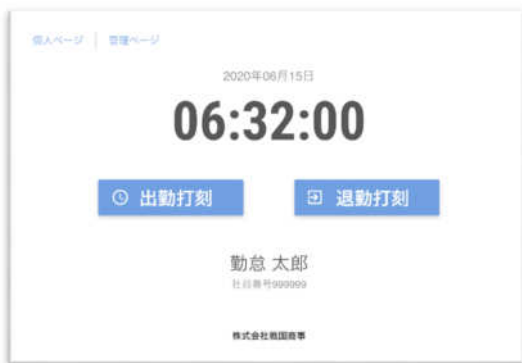 個人ページ 管理ページ
2020年06月15日
06:32:00
出勤打刻 退勤打刻
勤怠 太郎
社員番号999999
株式会社戦国商事